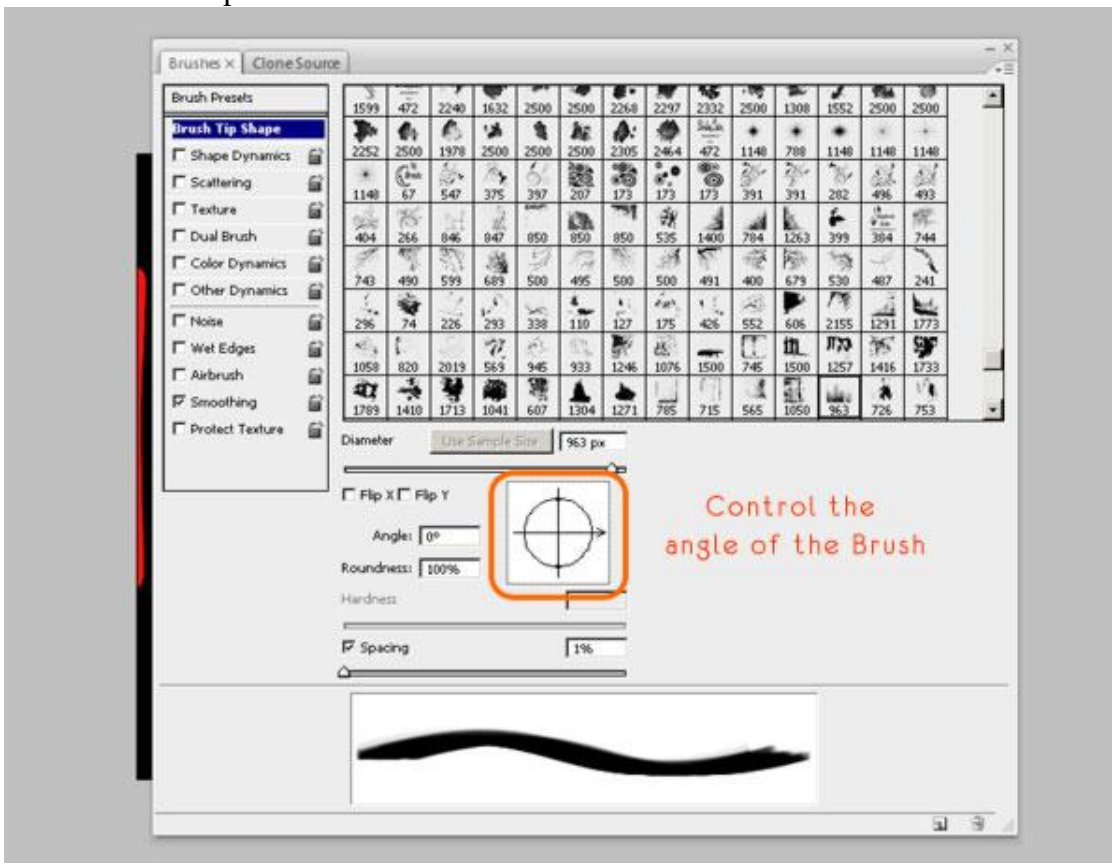 Brushes × Clone Source
Brush Presets
Brush Tip Shape
Shape Dynamics
Scattering
Texture
Dual Brush
Color Dynamics
Other Dynamics
Noise
Wet Edges
Airbrush
Smoothing
Protect Texture
1599 472 2240 1632 2500 2500 2268 2297 2332 2500 1308 1552 2500 2500
2252 2500 1978 2500 2500 2500 2305 2464 472 1148 788 1148 1148 1148
1148 67 547 375 397 207 173 173 173 391 391 282 496 493
404 266 846 847 850 850 850 535 1400 784 1263 399 384 744
743 490 599 689 500 495 500 500 491 400 679 530 487 241
296 74 226 293 338 110 127 175 426 552 606 2155 1291 1773
1058 820 2019 569 945 933 1246 1076 1500 745 1500 1257 1416 1733
1789 1410 1713 1041 607 1304 1271 785 715 565 1050 963 726 753
Diameter Use Sample Size 963 px
Flip X Flip Y
Angle: 0º
Roundness: 100%
Hardness
Spacing 1%
Control the
angle of the Brush